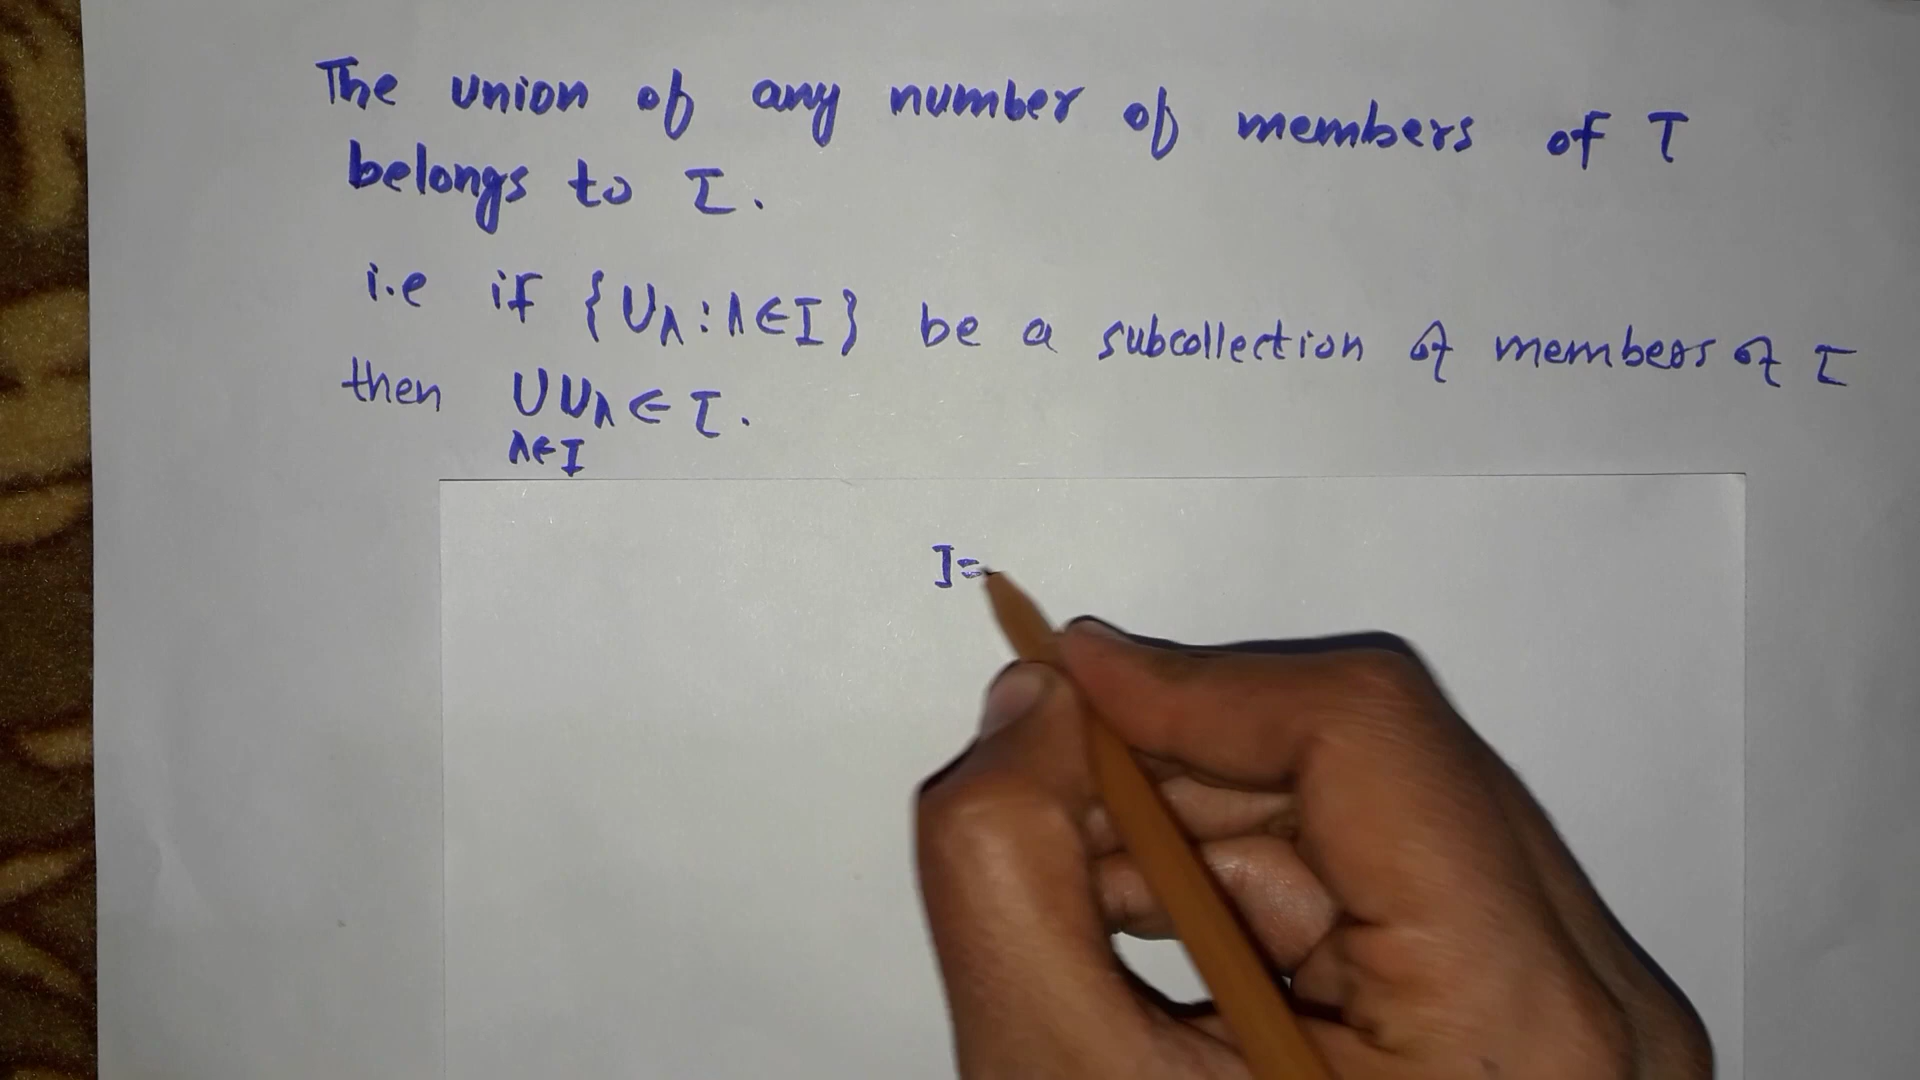 The union of any number of members of τ
belongs to τ.
i.e if {Uλ : λ∈I} be a subcollection of members of τ
then ∪Uλ ∈ τ.
λ∈I
I=